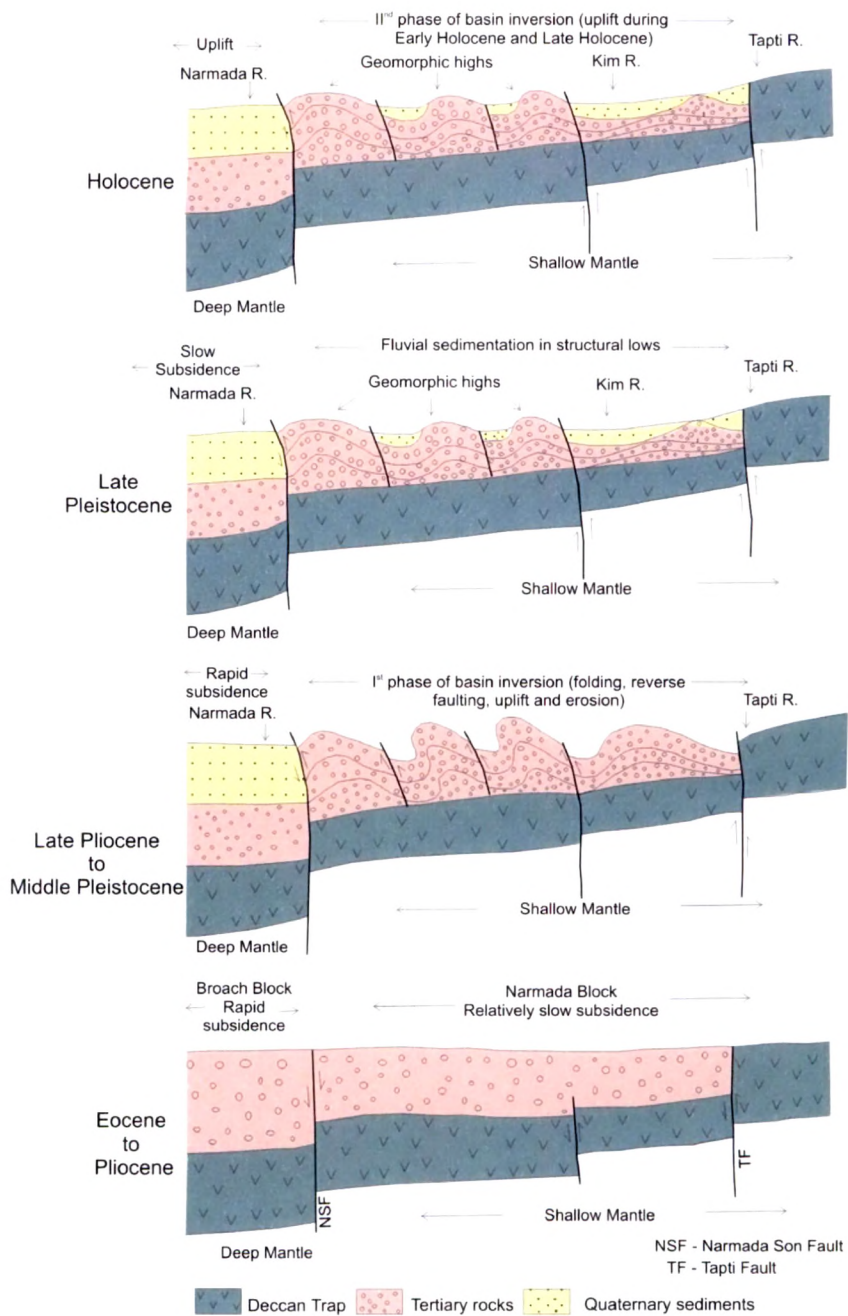 IInd phase of basin inversion (uplift during
Early Holocene and Late Holocene)
Uplift
Tapti R.
Narmada R.
Geomorphic highs
Kim R.
Holocene
Shallow Mantle
Deep Mantle
Slow
Subsidence
Fluvial sedimentation in structural lows
Tapti R.
Narmada R.
Geomorphic highs
Kim R.
Late
Pleistocene
Shallow Mantle
Deep Mantle
Rapid
subsidence
Ist phase of basin inversion (folding, reverse
faulting, uplift and erosion)
Narmada R.
Tapti R.
Late Pliocene
to
Middle Pleistocene
Shallow Mantle
Deep Mantle
Broach Block
Rapid
subsidence
Narmada Block
Relatively slow subsidence
Eocene
to
Pliocene
NSF
TF
Shallow Mantle
Deep Mantle
NSF - Narmada Son Fault
TF - Tapti Fault
Deccan Trap
Tertiary rocks
Quaternary sediments